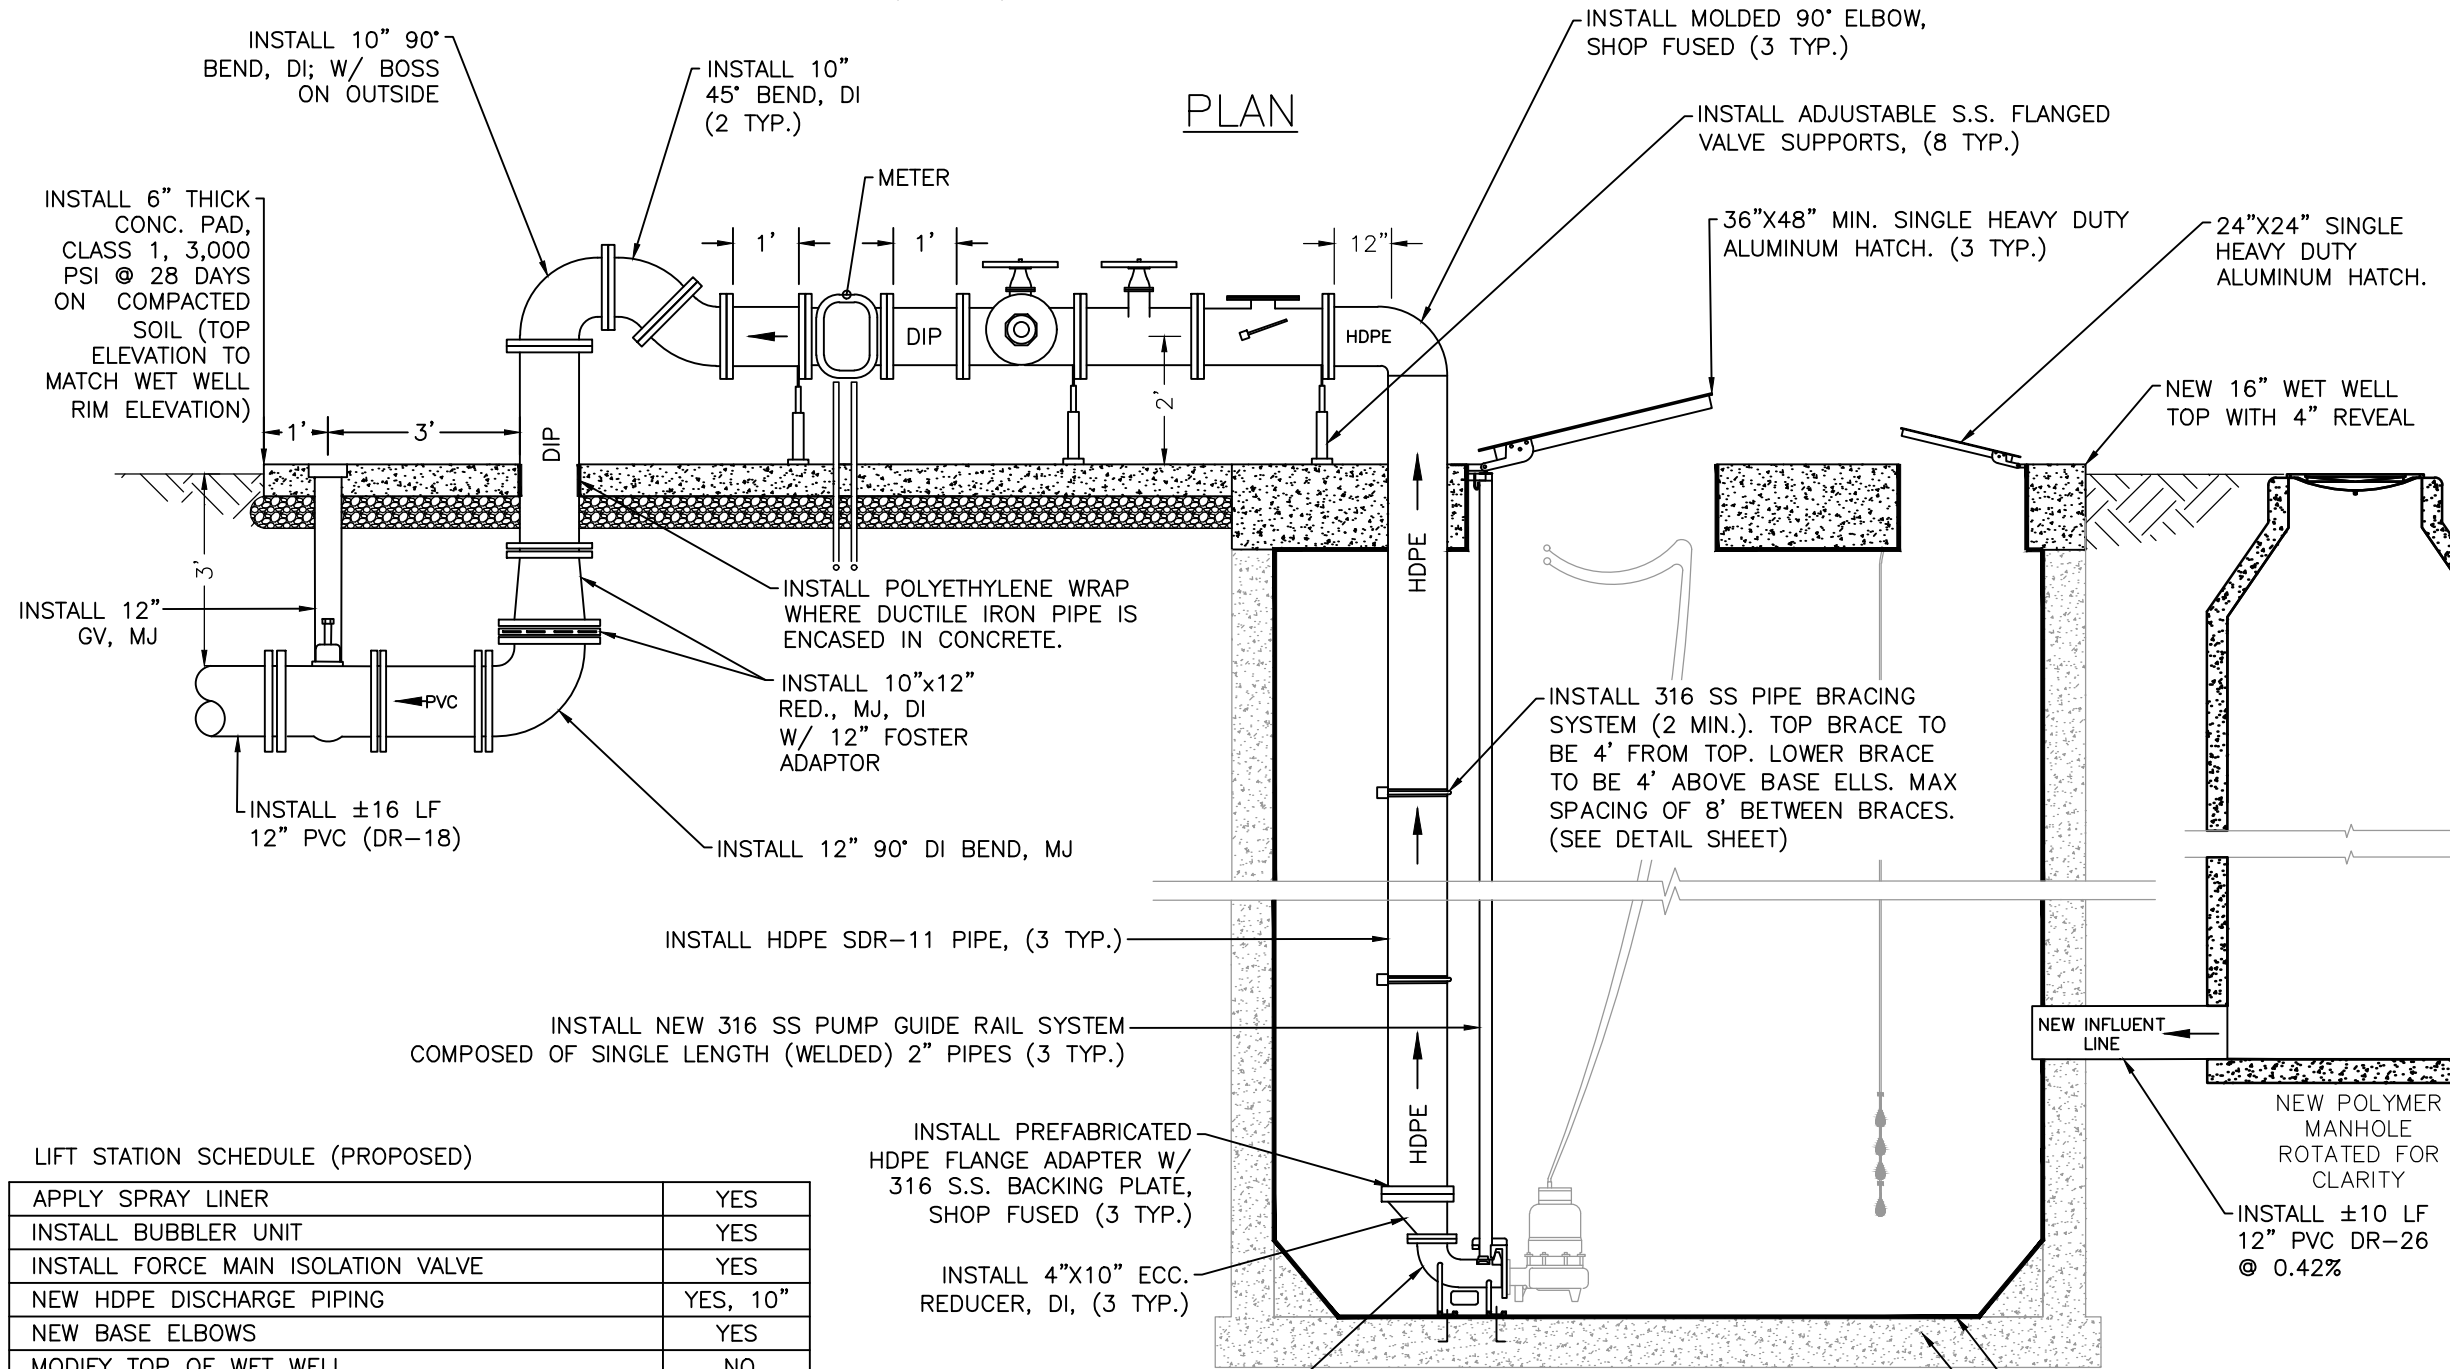 INSTALL 10” 90°
BEND, DI; W/ BOSS
ON OUTSIDE
INSTALL 10”
45° BEND, DI
(2 TYP.)
PLAN
INSTALL MOLDED 90° ELBOW,
SHOP FUSED (3 TYP.)
INSTALL ADJUSTABLE S.S. FLANGED
VALVE SUPPORTS, (8 TYP.)
METER
INSTALL 6” THICK
CONC. PAD,
CLASS 1, 3,000
PSI @ 28 DAYS
ON COMPACTED
SOIL (TOP
ELEVATION TO
MATCH WET WELL
RIM ELEVATION)
36”X48” MIN. SINGLE HEAVY DUTY
ALUMINUM HATCH. (3 TYP.)
24”X24” SINGLE
HEAVY DUTY
ALUMINUM HATCH.
1’
1’
12”
DIP
HDPE
2’
NEW 16” WET WELL
TOP WITH 4” REVEAL
1’
3’
DIP
3’
HDPE
INSTALL 12”
GV, MJ
INSTALL POLYETHYLENE WRAP
WHERE DUCTILE IRON PIPE IS
ENCASED IN CONCRETE.
PVC
INSTALL 10”x12”
RED., MJ, DI
W/ 12” FOSTER
ADAPTOR
INSTALL 316 SS PIPE BRACING
SYSTEM (2 MIN.). TOP BRACE TO
BE 4’ FROM TOP. LOWER BRACE
TO BE 4’ ABOVE BASE ELLS. MAX
SPACING OF 8’ BETWEEN BRACES.
(SEE DETAIL SHEET)
INSTALL ±16 LF
12” PVC (DR-18)
INSTALL 12” 90° DI BEND, MJ
INSTALL HDPE SDR-11 PIPE, (3 TYP.)
INSTALL NEW 316 SS PUMP GUIDE RAIL SYSTEM
COMPOSED OF SINGLE LENGTH (WELDED) 2” PIPES (3 TYP.)
NEW INFLUENT
LINE
HDPE
NEW POLYMER
MANHOLE
ROTATED FOR
CLARITY
INSTALL PREFABRICATED
HDPE FLANGE ADAPTER W/
316 S.S. BACKING PLATE,
SHOP FUSED (3 TYP.)
INSTALL ±10 LF
12” PVC DR-26
@ 0.42%
INSTALL 4”X10” ECC.
REDUCER, DI, (3 TYP.)
LIFT STATION SCHEDULE (PROPOSED)
APPLY SPRAY LINER YES
INSTALL BUBBLER UNIT YES
INSTALL FORCE MAIN ISOLATION VALVE YES
NEW HDPE DISCHARGE PIPING YES, 10”
NEW BASE ELBOWS YES
MODIFY TOP OF WET WELL NO